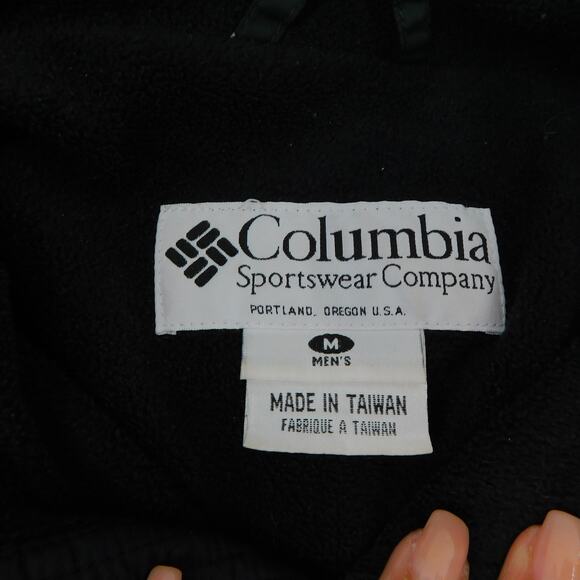 Columbia
Sportswear Company
PORTLAND, OREGON U.S.A.
M
MEN'S
MADE IN TAIWAN
FABRIQUE A TAIWAN